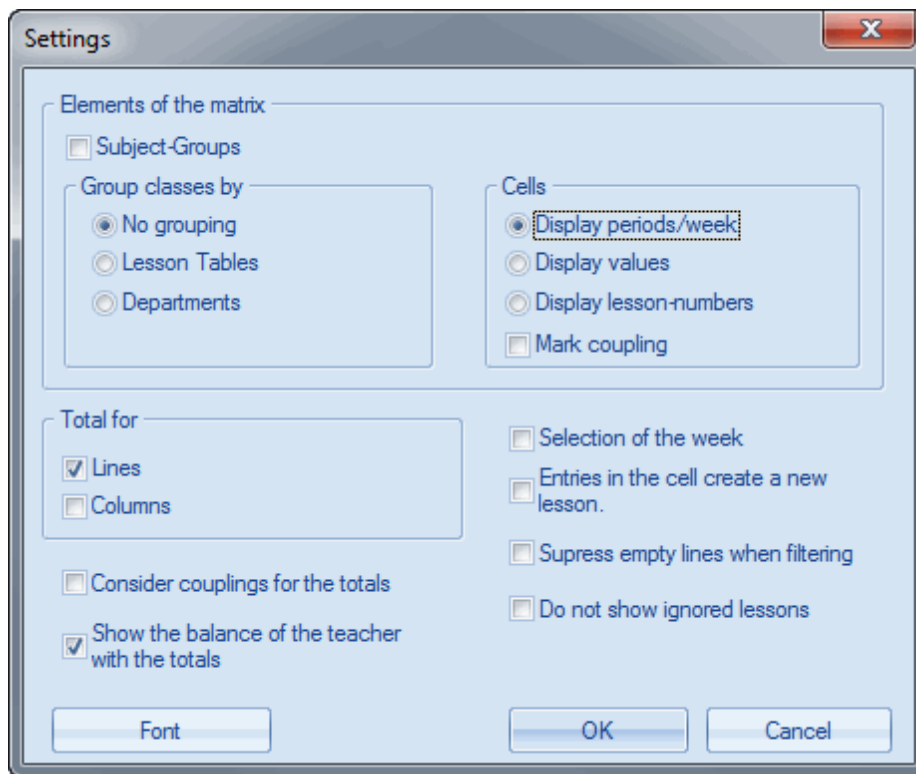 Settings
Elements of the matrix
Subject-Groups
Group classes by
No grouping
Lesson Tables
Departments
Cells
Display periods/week
Display values
Display lesson-numbers
Mark coupling
Total for
Lines
Columns
Selection of the week
Entries in the cell create a new
lesson.
Supress empty lines when filtering
Do not show ignored lessons
Consider couplings for the totals
Show the balance of the teacher
with the totals
Font
OK
Cancel